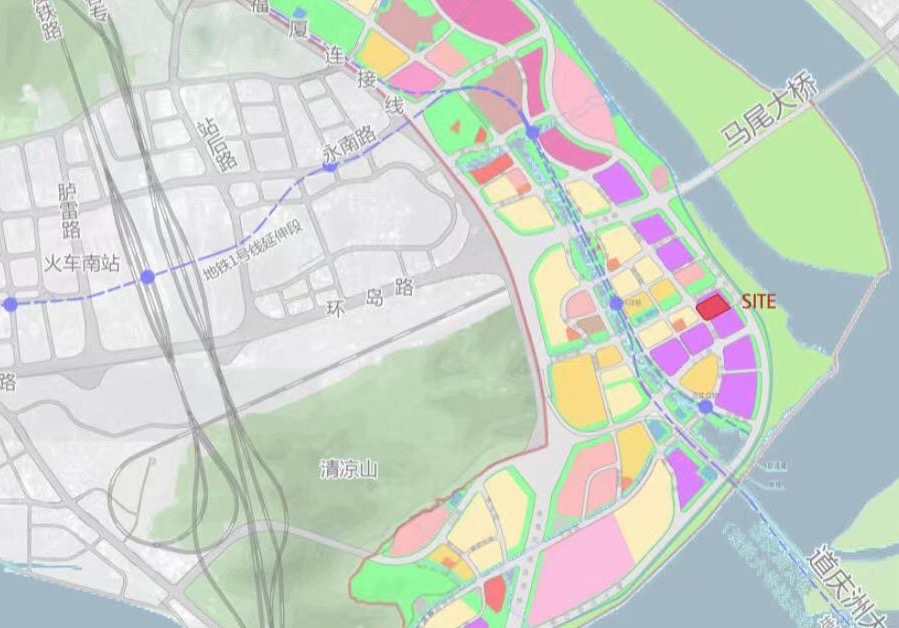 铁路
专
福厦连接线
马尾大桥
站后路
永南路
胪雷路
火车南站
地铁1号线延伸段
环岛路
SITE
路
清凉山
道庆洲大